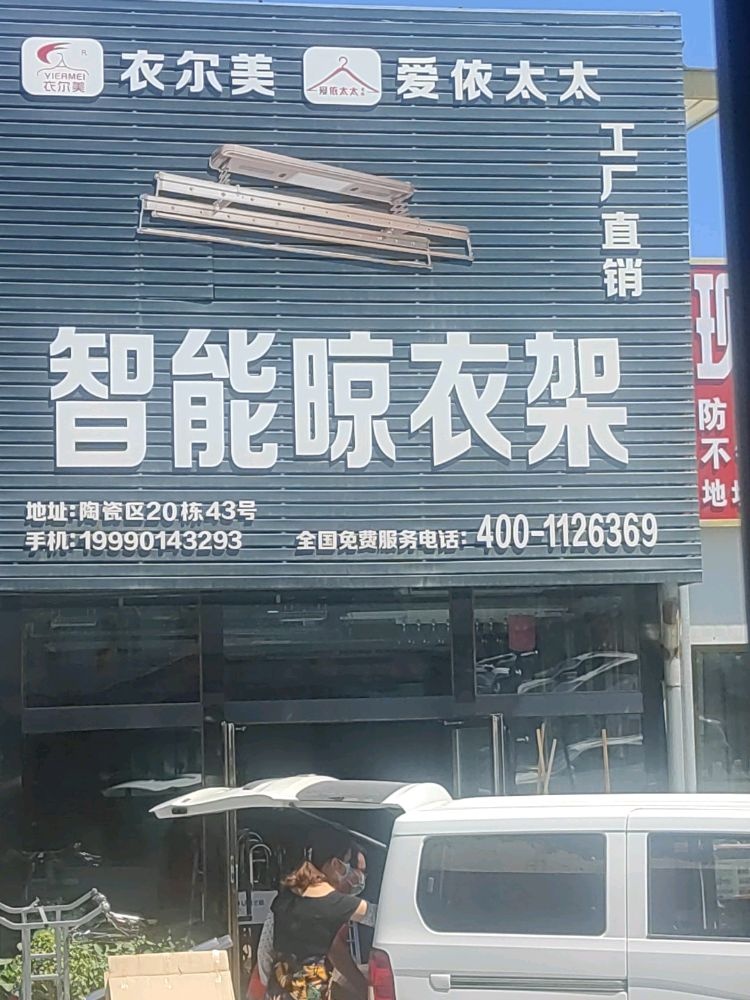 YIERMEI
R
衣尔美
衣尔美
爱依太太
爱依太太
工厂直销
智能晾衣架
地址:陶瓷区20栋43号
手机:19990143293
全国免费服务电话:400-1126369
防
不
地